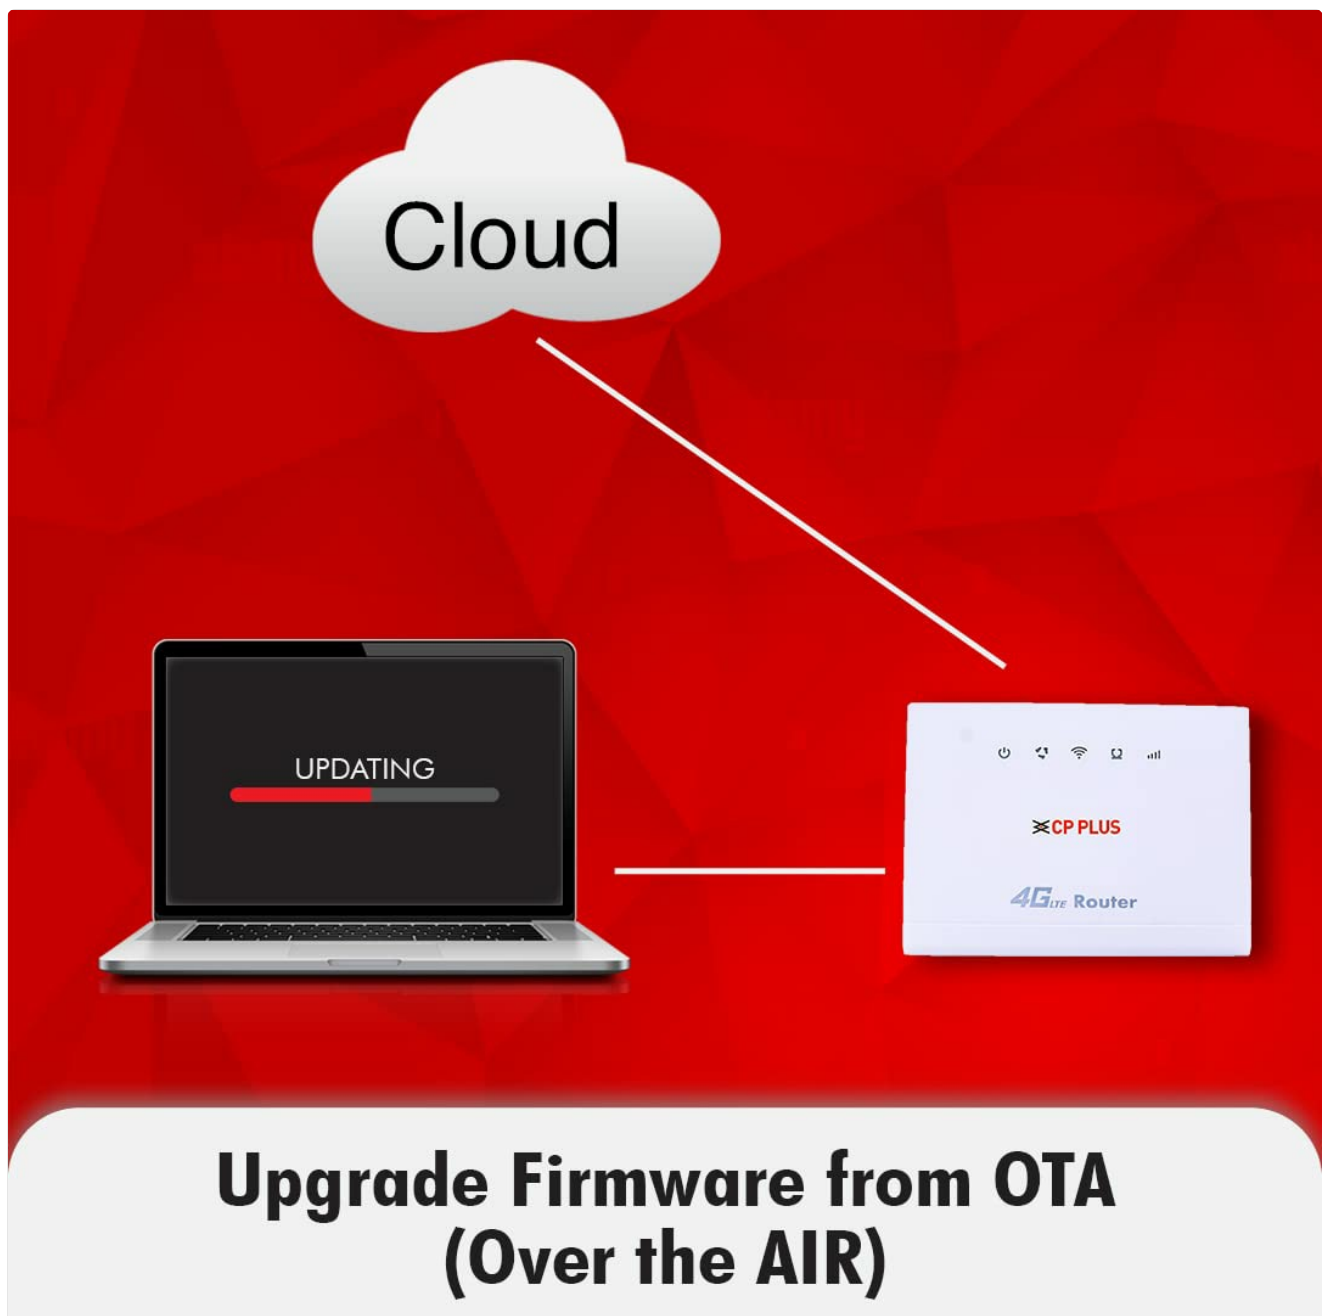 Cloud
UPDATING
CP PLUS
4G LTE Router
Upgrade Firmware from OTA
(Over the AIR)